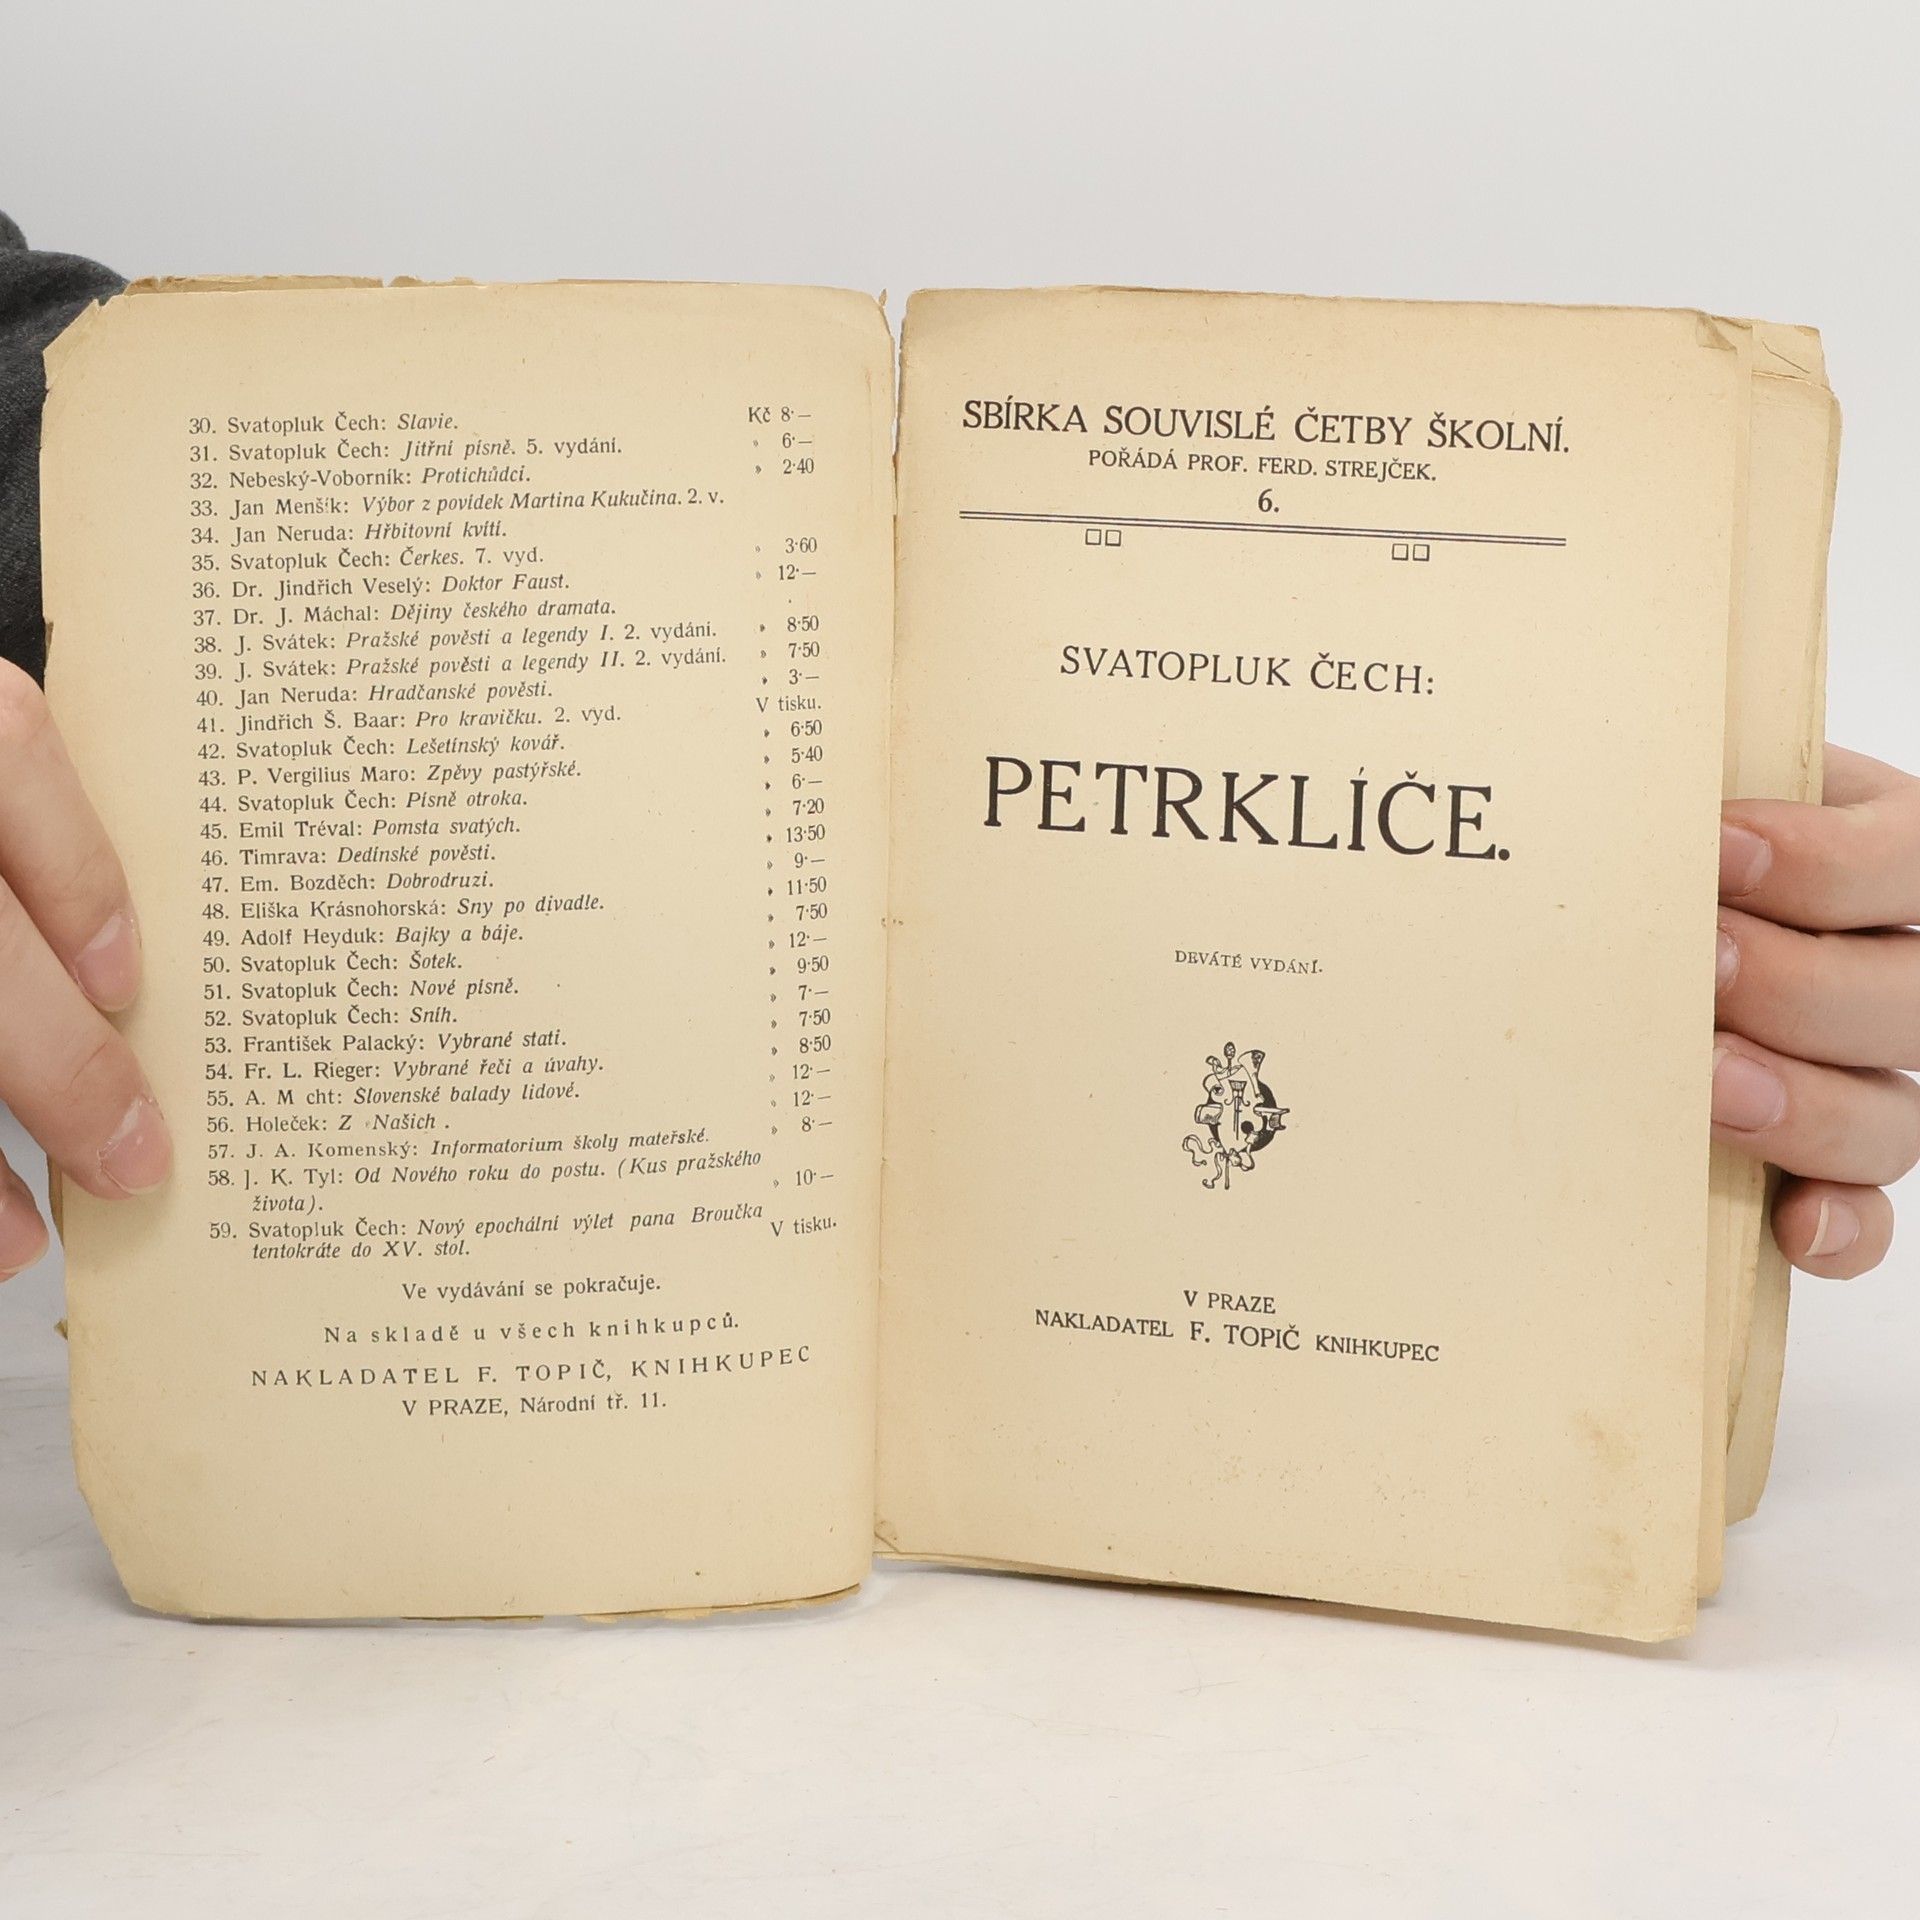 30. Svatopluk Čech: Slavie. Kč 8·—
31. Svatopluk Čech: Jitřní písně. 5. vydání. » 6·—
32. Nebeský-Voborník: Protichůdci. » 2·40
33. Jan Menšík: Výbor z povídek Martina Kukučína. 2. v.
34. Jan Neruda: Hřbitovní kvítí.
35. Svatopluk Čech: Čerkes. 7. vyd. » 3·60
36. Dr. Jindřich Veselý: Doktor Faust. » 12·—
37. Dr. J. Máchal: Dějiny českého dramata.
38. J. Svátek: Pražské pověsti a legendy I. 2. vydání. » 8·50
39. J. Svátek: Pražské pověsti a legendy II. 2. vydání. » 7·50
40. Jan Neruda: Hradčanské pověsti. » 3·—
41. Jindřich Š. Baar: Pro kravičku. 2. vyd. V tisku.
42. Svatopluk Čech: Lešetínský kovář. » 6·50
43. P. Vergilius Maro: Zpěvy pastýřské. » 5·40
44. Svatopluk Čech: Písně otroka. » 6·—
45. Emil Tréval: Pomsta svatých. » 7·20
46. Timrava: Dedinské pověsti. » 13·50
47. Em. Bozděch: Dobrodruzi. » 9·—
48. Eliška Krásnohorská: Sny po divadle. » 11·50
49. Adolf Heyduk: Bajky a báje. » 7·50
50. Svatopluk Čech: Šotek. » 12·—
51. Svatopluk Čech: Nové písně. » 9·50
52. Svatopluk Čech: Sníh. » 7·—
53. František Palacký: Vybrané stati. » 7·50
54. Fr. L. Rieger: Vybrané řeči a úvahy. » 8·50
55. A. M cht: Slovenské balady lidové. » 12·—
56. Holeček: Z Našich . » 12·—
57. J. A. Komenský: Informatorium školy mateřské. » 8·—
58. J. K. Tyl: Od Nového roku do postu. (Kus pražského » 10·—
života).
59. Svatopluk Čech: Nový epochální výlet pana Broučka V tisku.
tentokráte do XV. stol.
Ve vydávání se pokračuje.
Na skladě u všech knihkupců.
NAKLADATEL F. TOPIČ, KNIHKUPEC
V PRAZE, Národní tř. 11.
SBÍRKA SOUVISLÉ ČETBY ŠKOLNÍ.
POŘÁDÁ PROF. FERD. STREJČEK.
6.
SVATOPLUK ČECH:
PETRKLÍČE.
DEVÁTÉ VYDÁNÍ.
V PRAZE
NAKLADATEL F. TOPIČ KNIHKUPEC